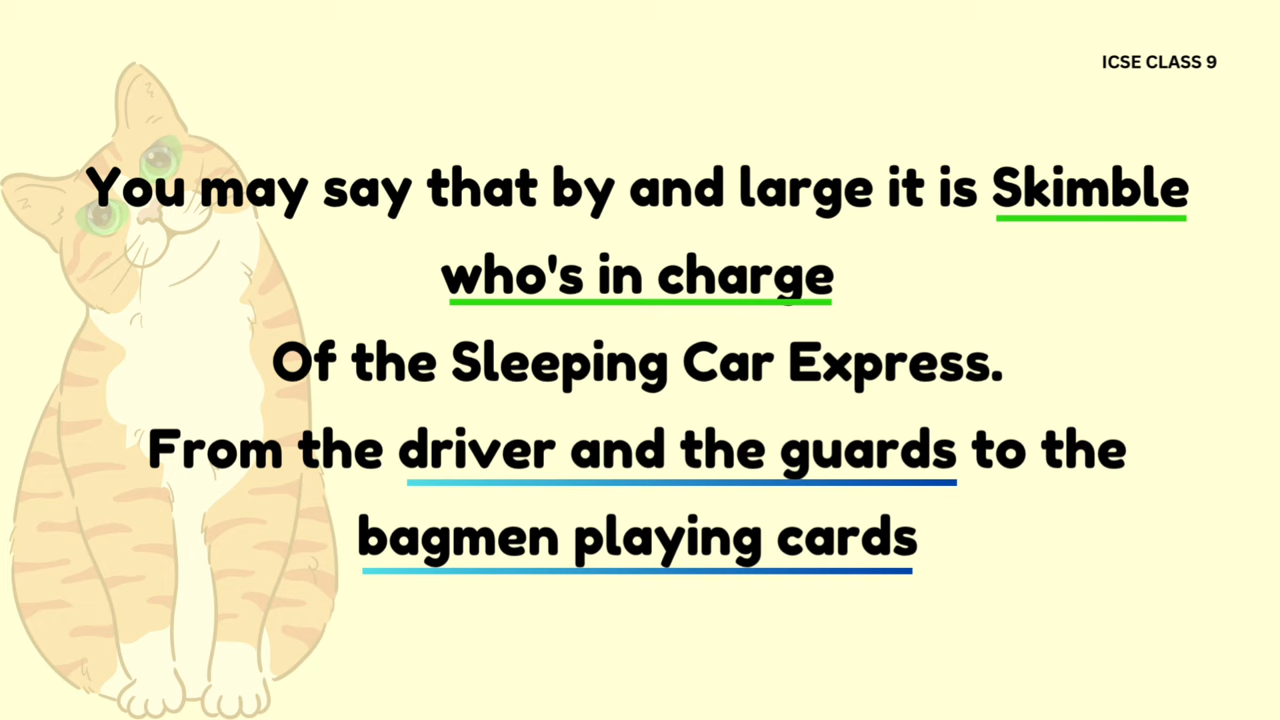 ICSE CLASS 9
You may say that by and large it is Skimble
who's in charge
Of the Sleeping Car Express.
From the driver and the guards to the
bagmen playing cards